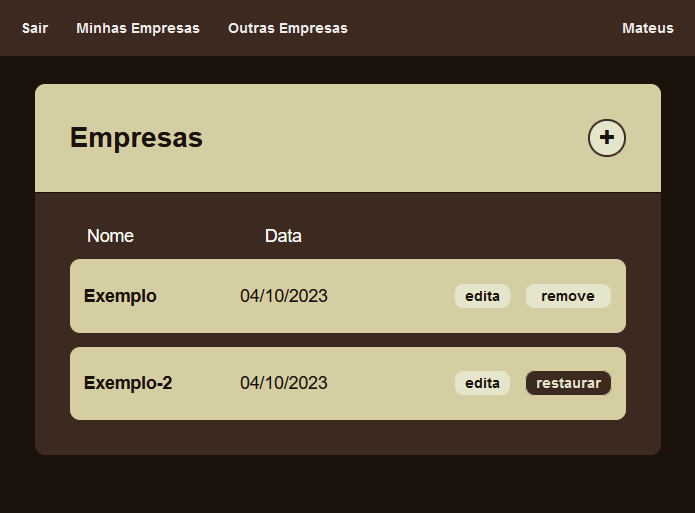 Sair Minhas Empresas Outras Empresas Mateus
Empresas +
Nome Data
Exemplo 04/10/2023 edita remove
Exemplo-2 04/10/2023 edita restaurar